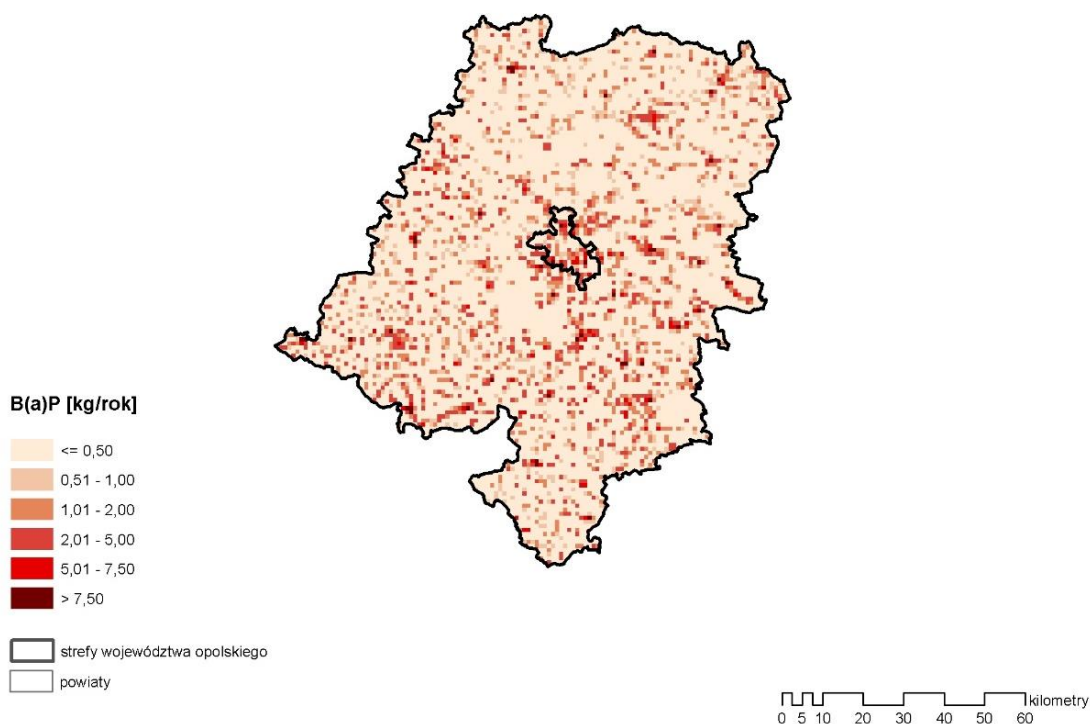 B(a)P [kg/rok]
<= 0,50
0,51 - 1,00
1,01 - 2,00
2,01 - 5,00
5,01 - 7,50
> 7,50
strefy województwa opolskiego
powiaty
kilometry
0 5 10 20 30 40 50 60